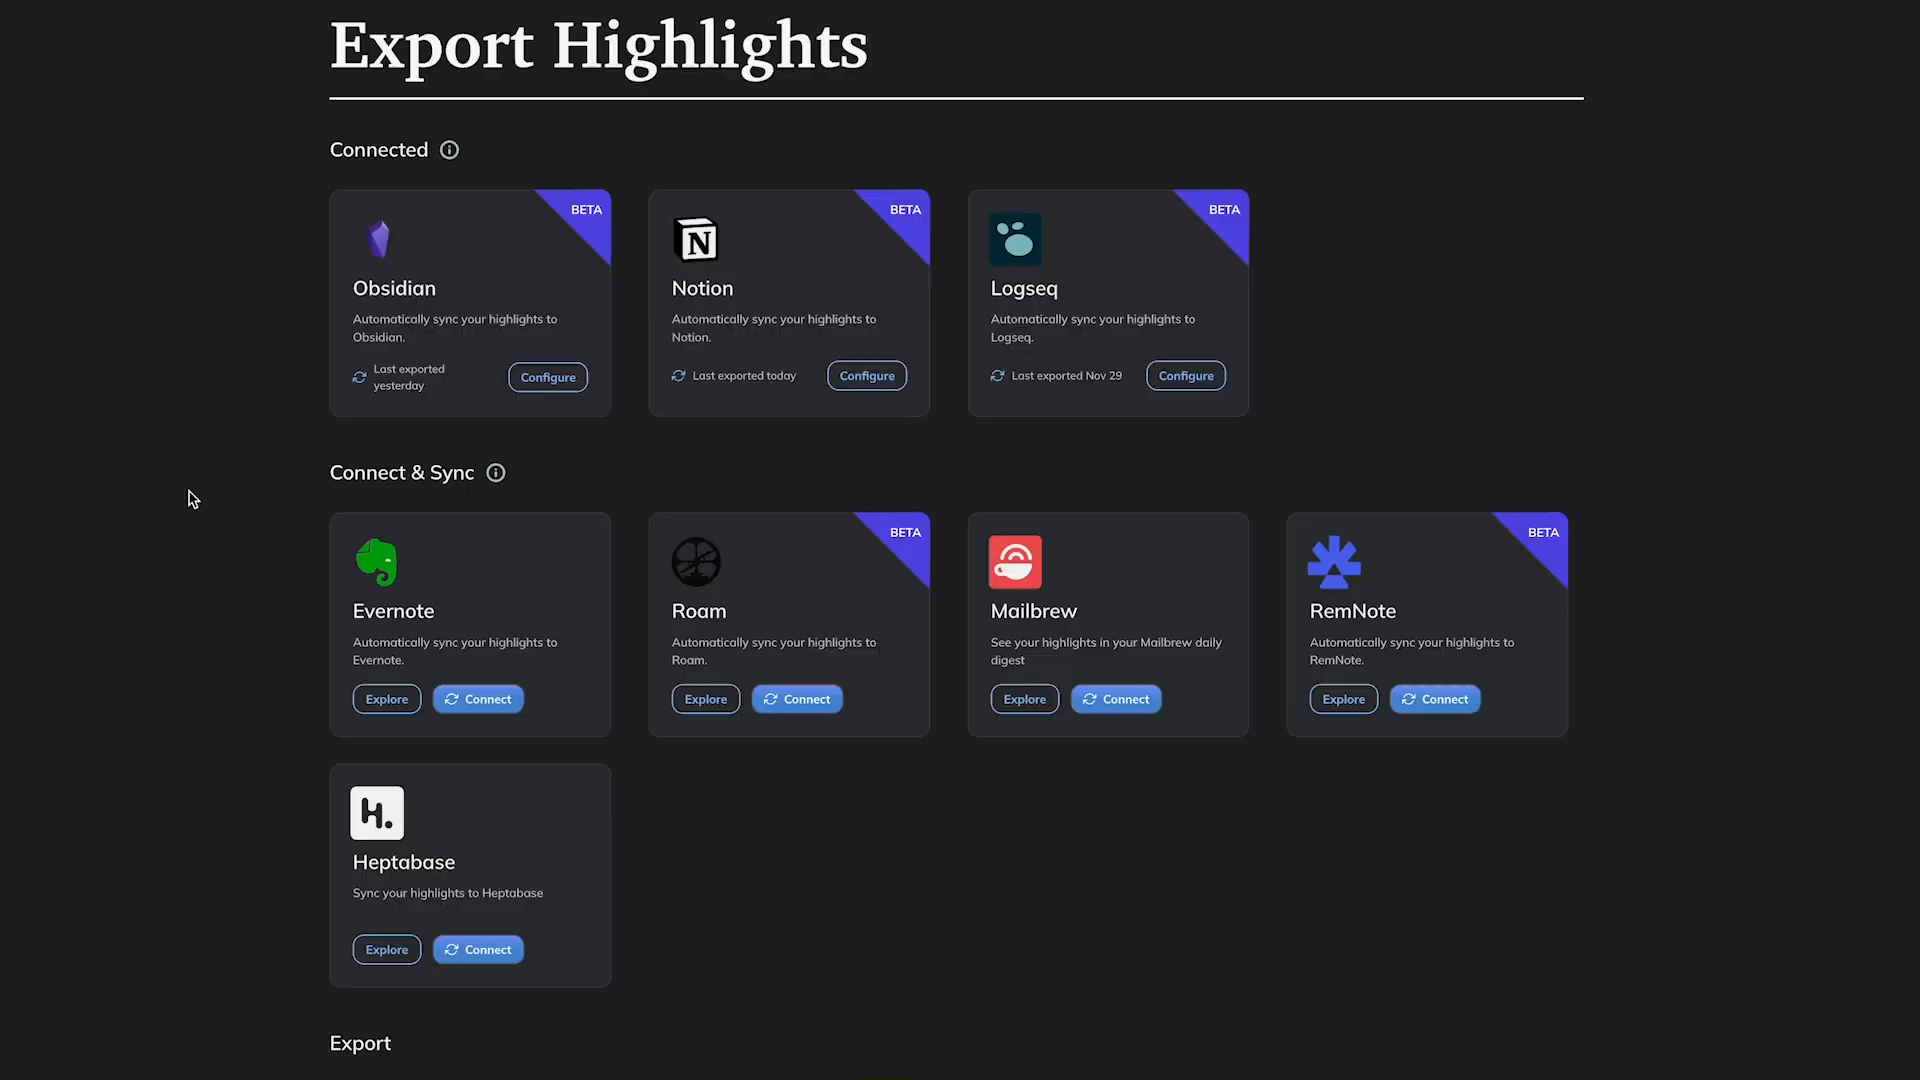 Export Highlights
Connected
BETA
Obsidian
Automatically sync your highlights to
Obsidian.
Last exported
yesterday
Configure
BETA
N
Notion
Automatically sync your highlights to
Notion.
Last exported today
Configure
BETA
Logseq
Automatically sync your highlights to
Logseq.
Last exported Nov 29
Configure
Connect & Sync
Evernote
Automatically sync your highlights to
Evernote.
Explore
Connect
BETA
Roam
Automatically sync your highlights to
Roam.
Explore
Connect
Mailbrew
See your highlights in your Mailbrew daily
digest
Explore
Connect
BETA
RemNote
Automatically sync your highlights to
RemNote.
Explore
Connect
H.
Heptabase
Sync your highlights to Heptabase
Explore
Connect
Export